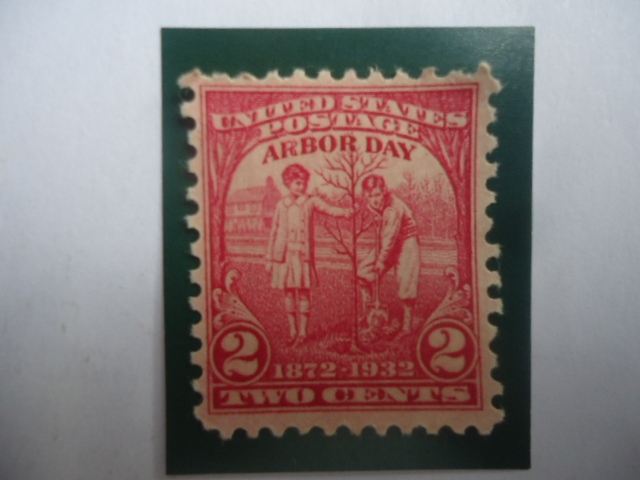 UNITED STATES
POSTAGE
ARBOR DAY
2 2
1872-1932
TWO CENTS